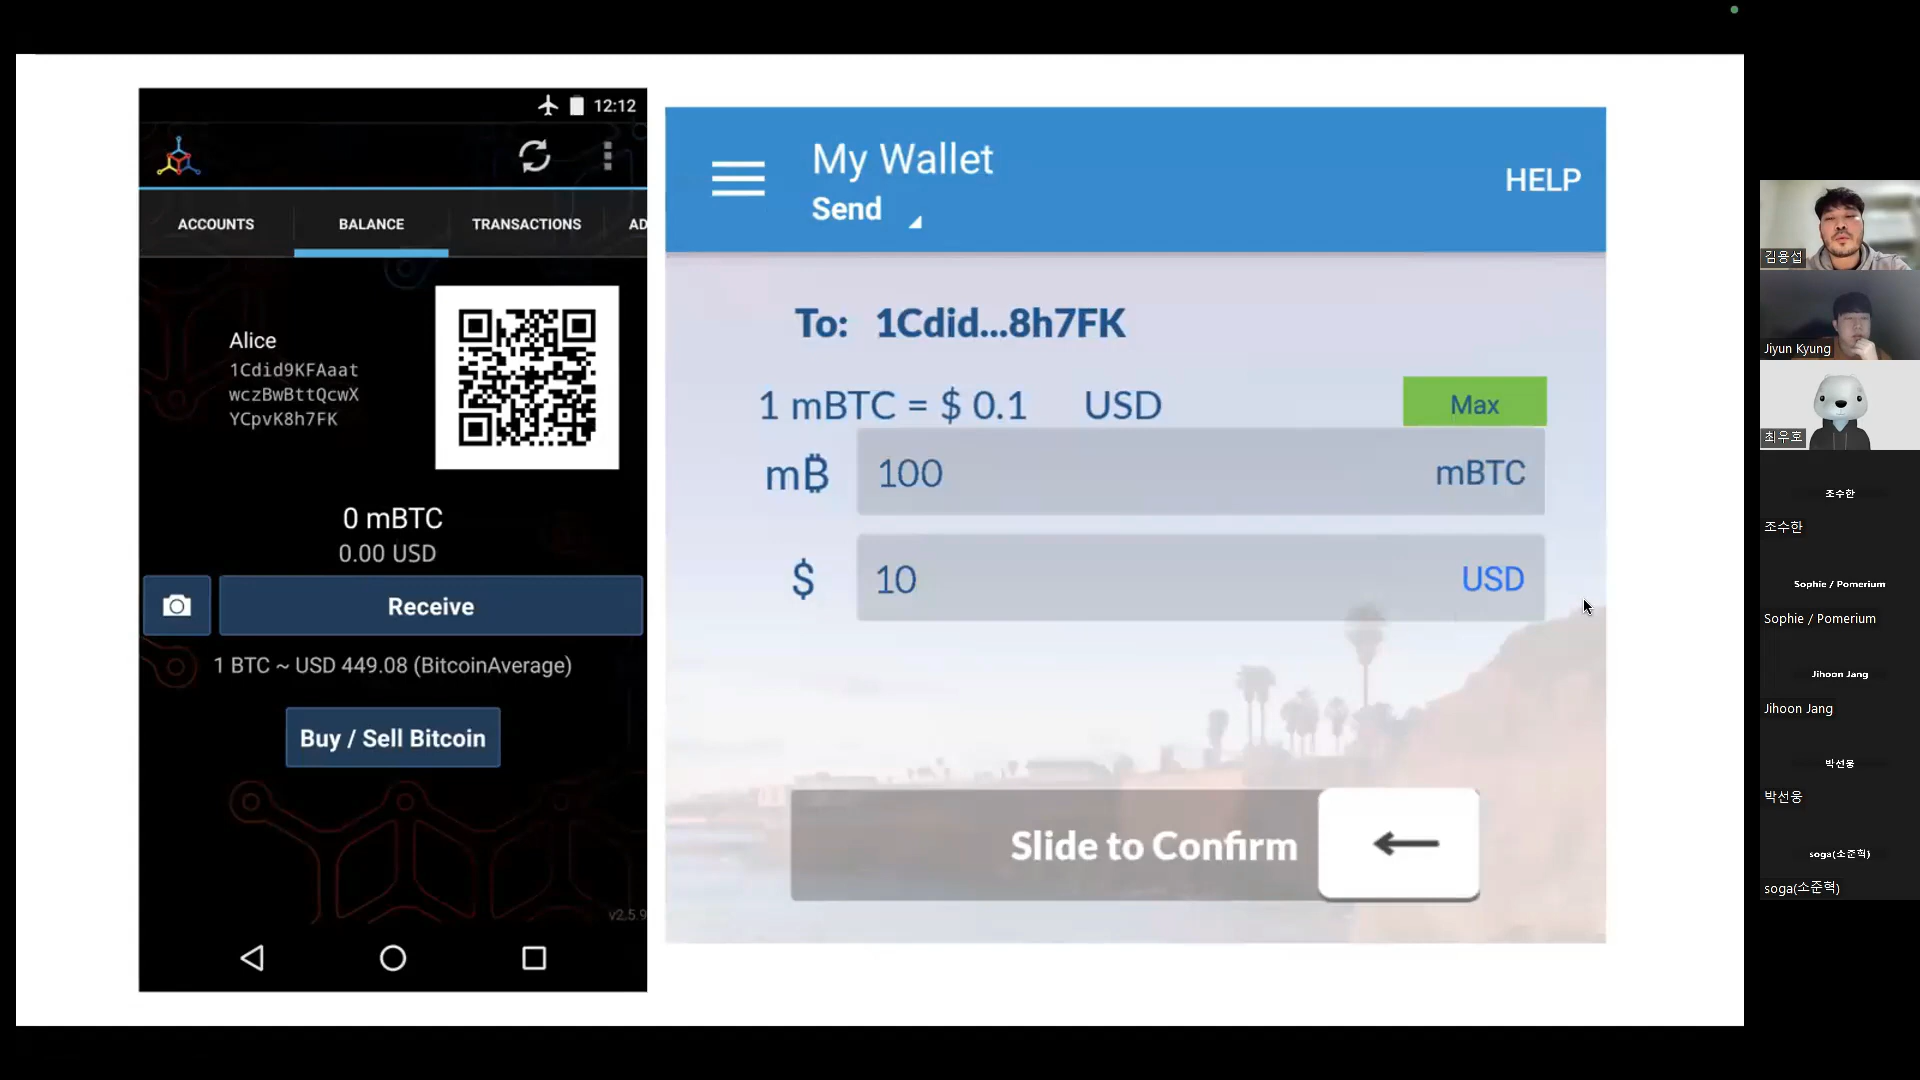 12:12
ACCOUNTS
BALANCE
TRANSACTIONS
AD
Alice
1Cdid9KFAaat
wczBwBttQcwX
YCpvK8h7FK
0 mBTC
0.00 USD
Receive
1 BTC ~ USD 449.08 (BitcoinAverage)
Buy / Sell Bitcoin
v2.5.9
My Wallet
Send
HELP
To: 1Cdid...8h7FK
1 mBTC = $ 0.1 USD
Max
m₿ 100 mBTC
$ 10 USD
Slide to Confirm
김용섭
Jiyun Kyung
최우호
조수한
조수한
Sophie / Pomerium
Sophie / Pomerium
Jihoon Jang
Jihoon Jang
박선웅
박선웅
soga(소준혁)
soga(소준혁)